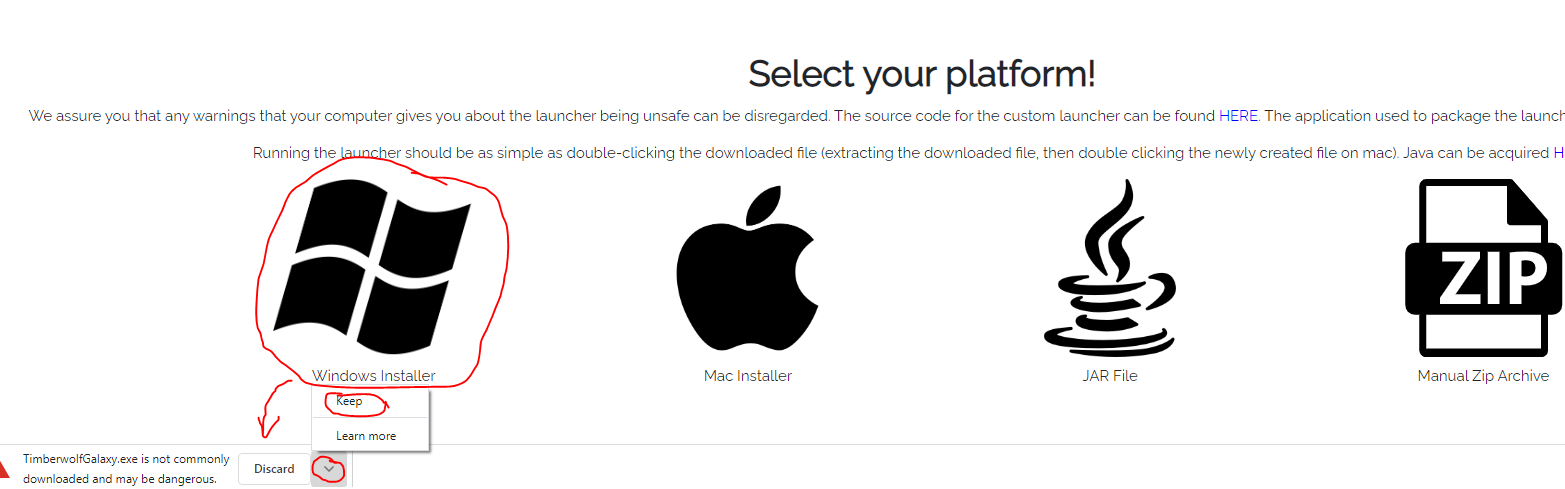 Select your platform!
We assure you that any warnings that your computer gives you about the launcher being unsafe can be disregarded. The source code for the custom launcher can be found HERE. The application used to package the launch
Running the launcher should be as simple as double-clicking the downloaded file (extracting the downloaded file, then double clicking the newly created file on mac). Java can be acquired H
ZIP
Windows Installer
Mac Installer
JAR File
Manual Zip Archive
Keep
Learn more
TimberwolfGalaxy.exe is not commonly
downloaded and may be dangerous.
Discard